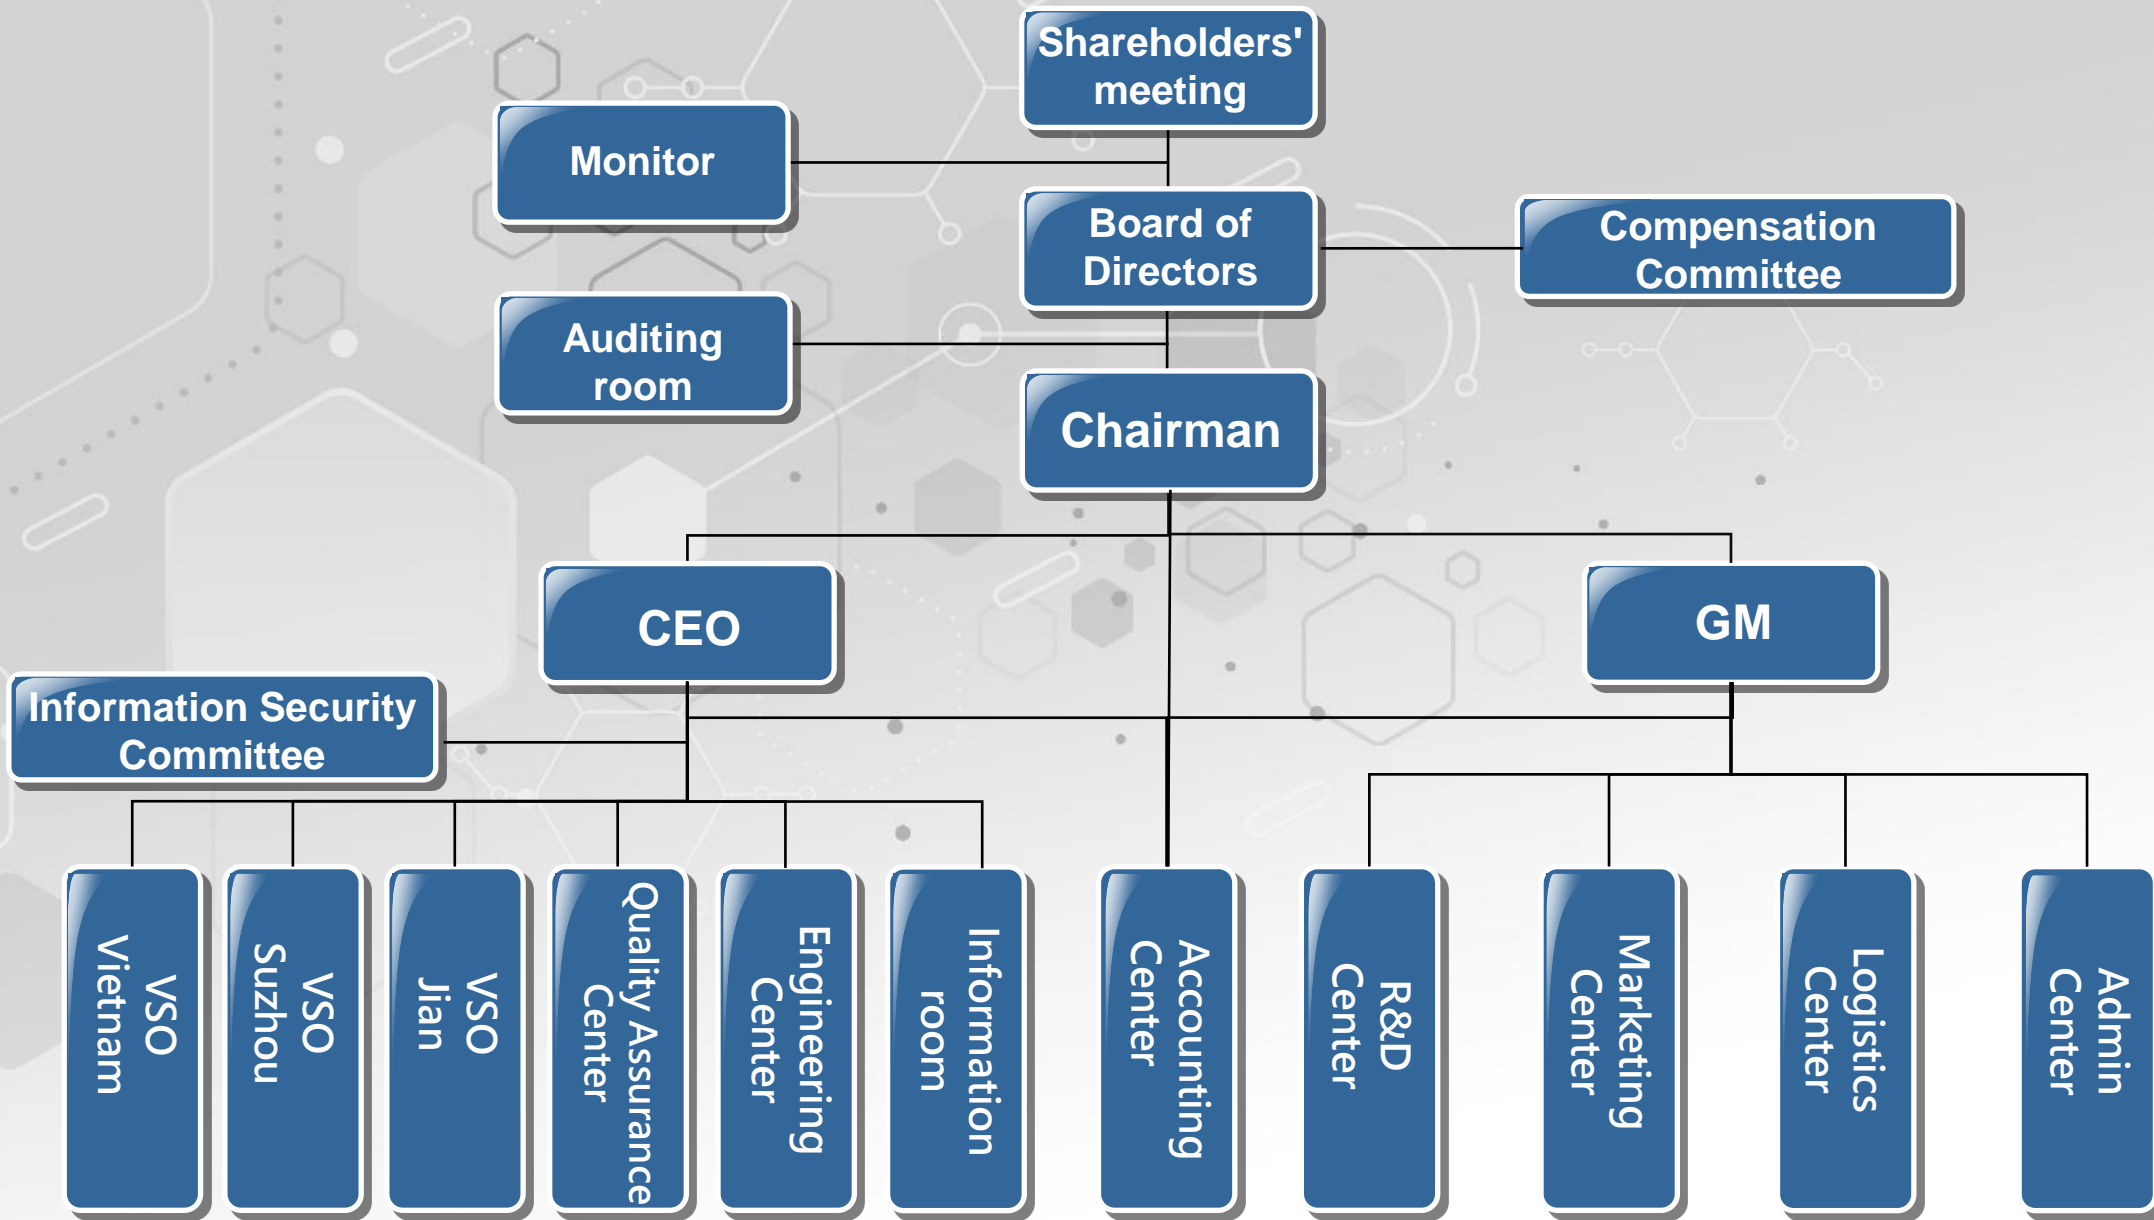 Shareholders'
meeting
Monitor
Board of
Directors
Compensation
Committee
Auditing
room
Chairman
CEO
GM
Information Security
Committee
VSO
Vietnam
VSO
Suzhou
VSO
Jian
Quality Assurance
Center
Engineering
Center
Information
room
Accounting
Center
R&D
Center
Marketing
Center
Logistics
Center
Admin
Center